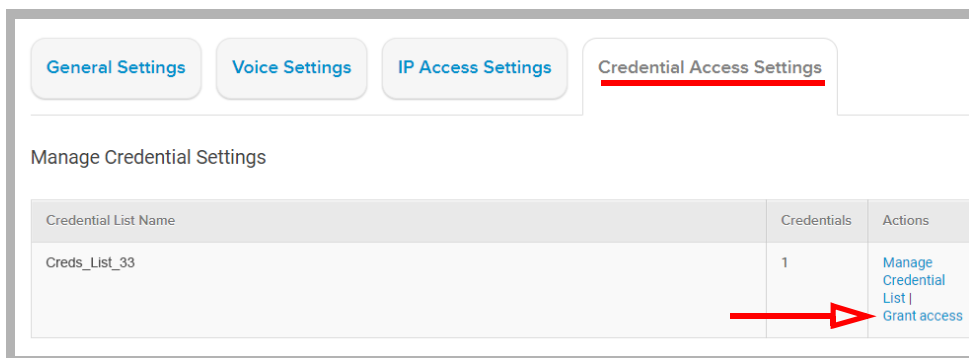 General Settings Voice Settings IP Access Settings Credential Access Settings
Manage Credential Settings
Credential List Name Credentials Actions
Creds_List_33 1 Manage
Credential
List |
Grant access